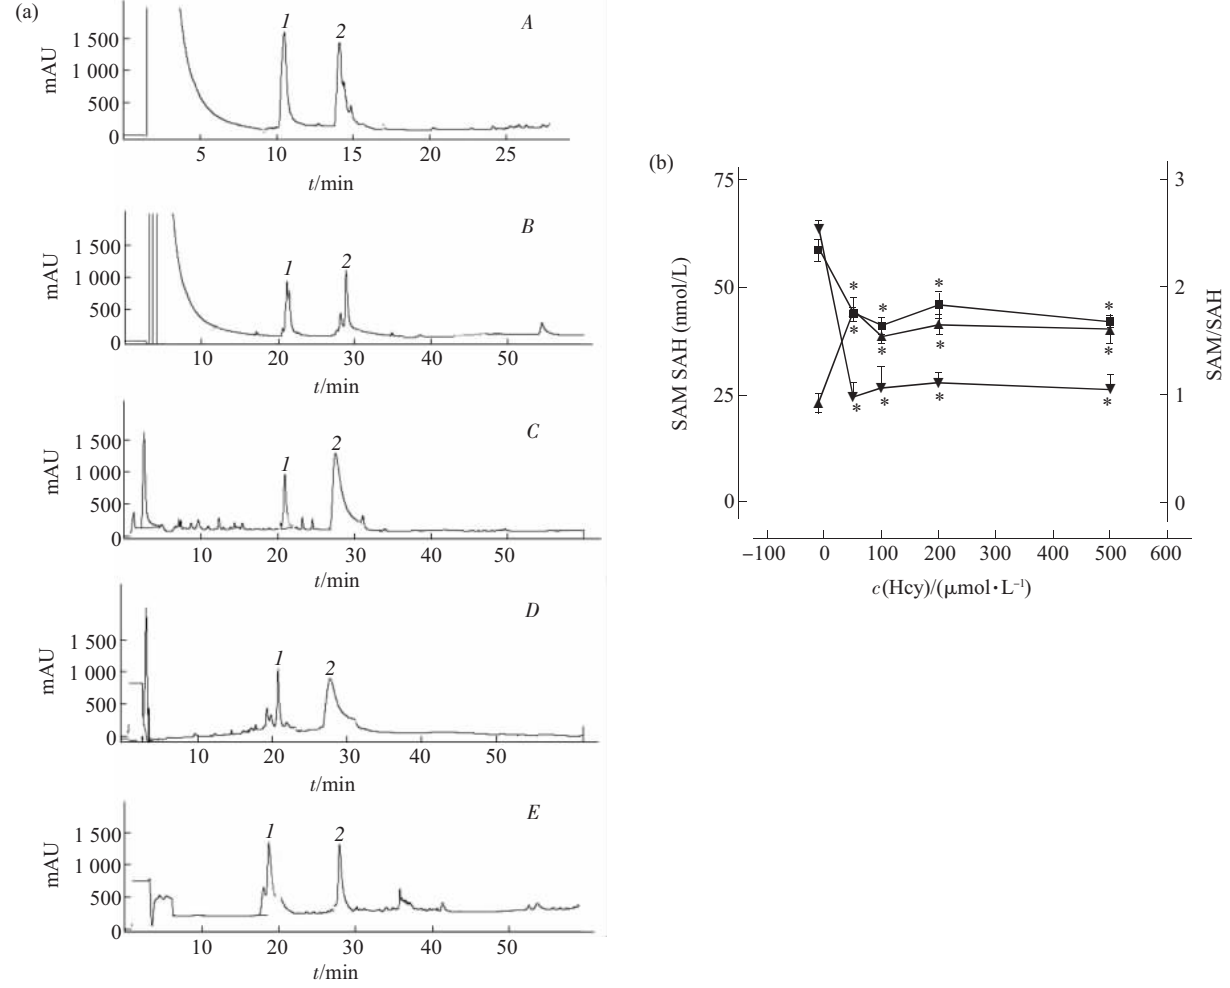 (a)
A
1 2
1 500
1 000
500
0
mAU
5 10 15 20 25
t/min
B
1 2
1 500
1 000
500
0
mAU
10 20 30 40 50
t/min
C
1 2
1 500
1 000
500
0
mAU
10 20 30 40 50
t/min
D
1 2
1 500
1 000
500
0
mAU
10 20 30 40 50
t/min
E
1 2
1 500
1 000
500
0
mAU
10 20 30 40 50
t/min
(b)
75
50
25
0
SAM SAH (nmol/L)
3
2
1
0
SAM/SAH
* * * *
* * * *
* * * *
−100 0 100 200 300 400 500 600
c(Hcy)/(μmol·L⁻¹)